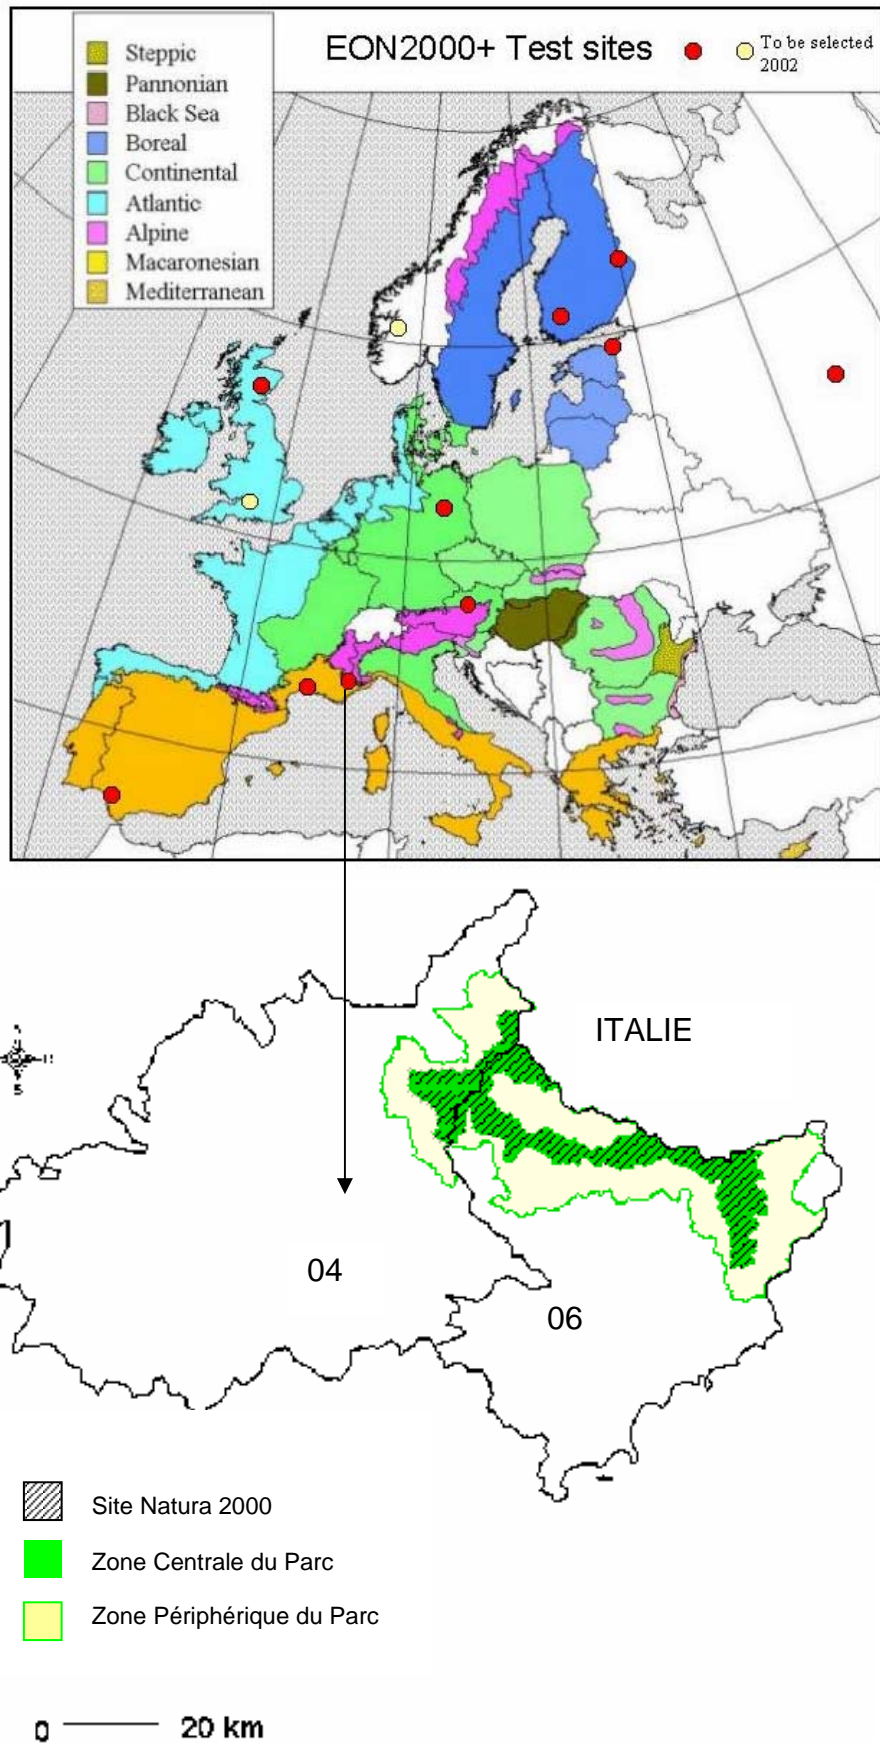 EON2000+ Test sites
To be selected
2002
Steppic
Pannonian
Black Sea
Boreal
Continental
Atlantic
Alpine
Macaronesian
Mediterranean
ITALIE
S
1
04
06
Site Natura 2000
Zone Centrale du Parc
Zone Périphérique du Parc
0 20 km